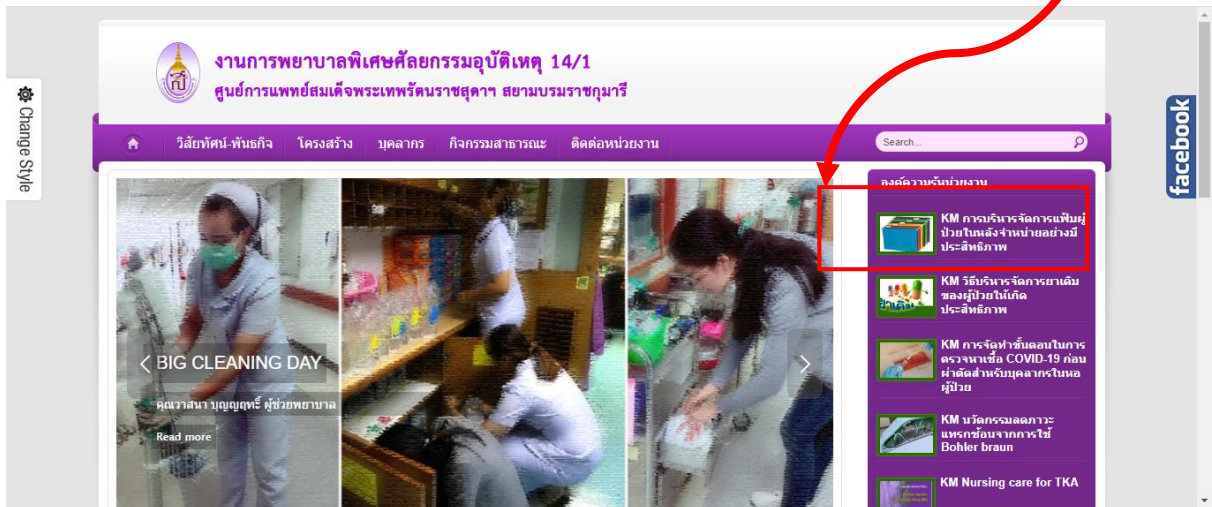 งานการพยาบาลพิเศษศัลยกรรมอุบัติเหตุ 14/1
ศูนย์การแพทย์สมเด็จพระเทพรัตนราชสุดาฯ สยามบรมราชกุมารี
Change Style
facebook
วิสัยทัศน์-พันธกิจ โครงสร้าง บุคลากร กิจกรรมสาธารณะ ติดต่อหน่วยงาน
Search...
องค์ความรู้หน่วยงาน
KM การบริหารจัดการแฟ้มผู้
ป่วยในหลังจำหน่ายอย่างมี
ประสิทธิภาพ
KM วิธีบริหารจัดการยาเดิม
ของผู้ป่วยให้เกิด
ประสิทธิภาพ
KM การจัดทำขั้นตอนในการ
ตรวจหาเชื้อ COVID-19 ก่อน
ผ่าตัดสำหรับบุคลากรในหอ
ผู้ป่วย
KM นวัตกรรมลดภาวะ
แทรกซ้อนจากการใช้
Bohler braun
KM Nursing care for TKA
BIG CLEANING DAY
คุณวาสนา บุญญฤทธิ์ ผู้ช่วยพยาบาล
Read more